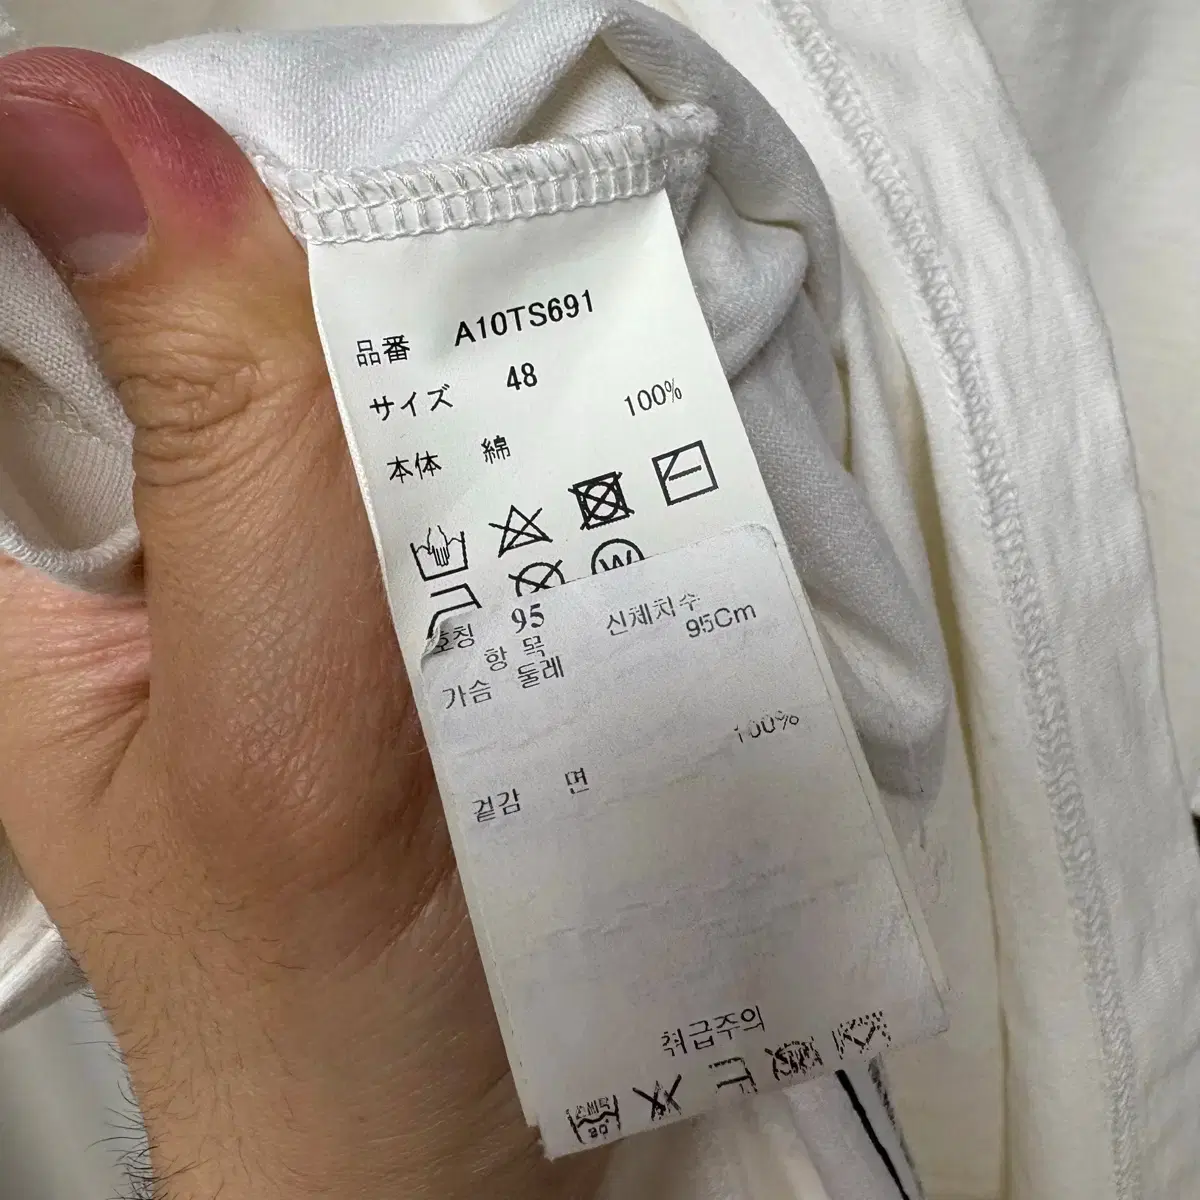 品番 A10TS691
サイズ 48
本体 綿 100%
W
호칭 95 신체치수
항 목 95Cm
가슴 둘레
100%
겉감 면
취급주의
30°